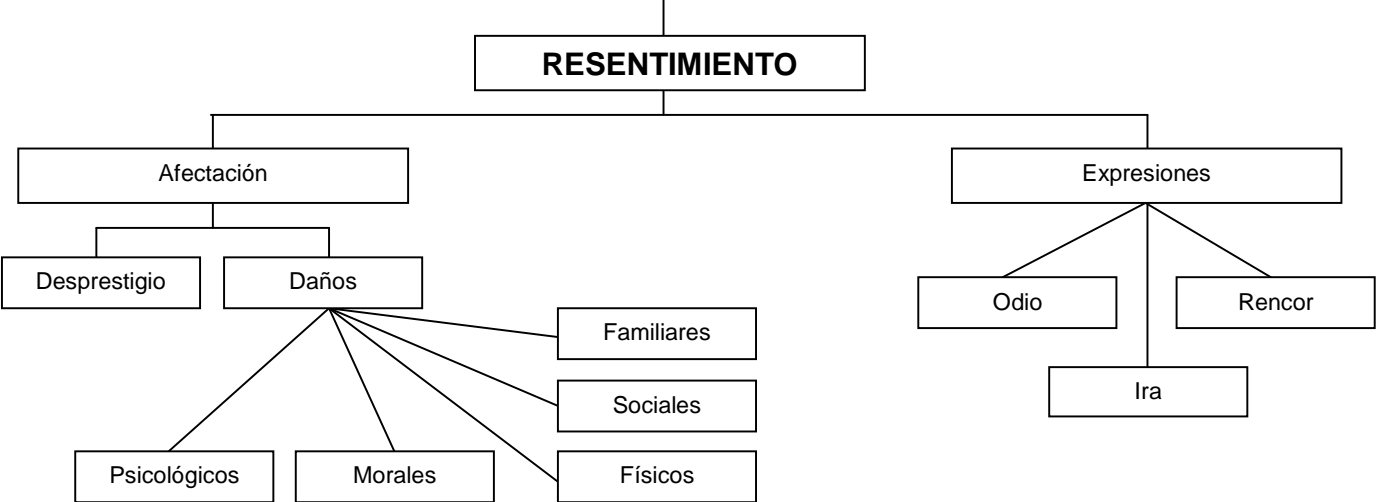 RESENTIMIENTO
Afectación
Expresiones
Desprestigio
Daños
Odio
Rencor
Familiares
Ira
Sociales
Psicológicos
Morales
Físicos